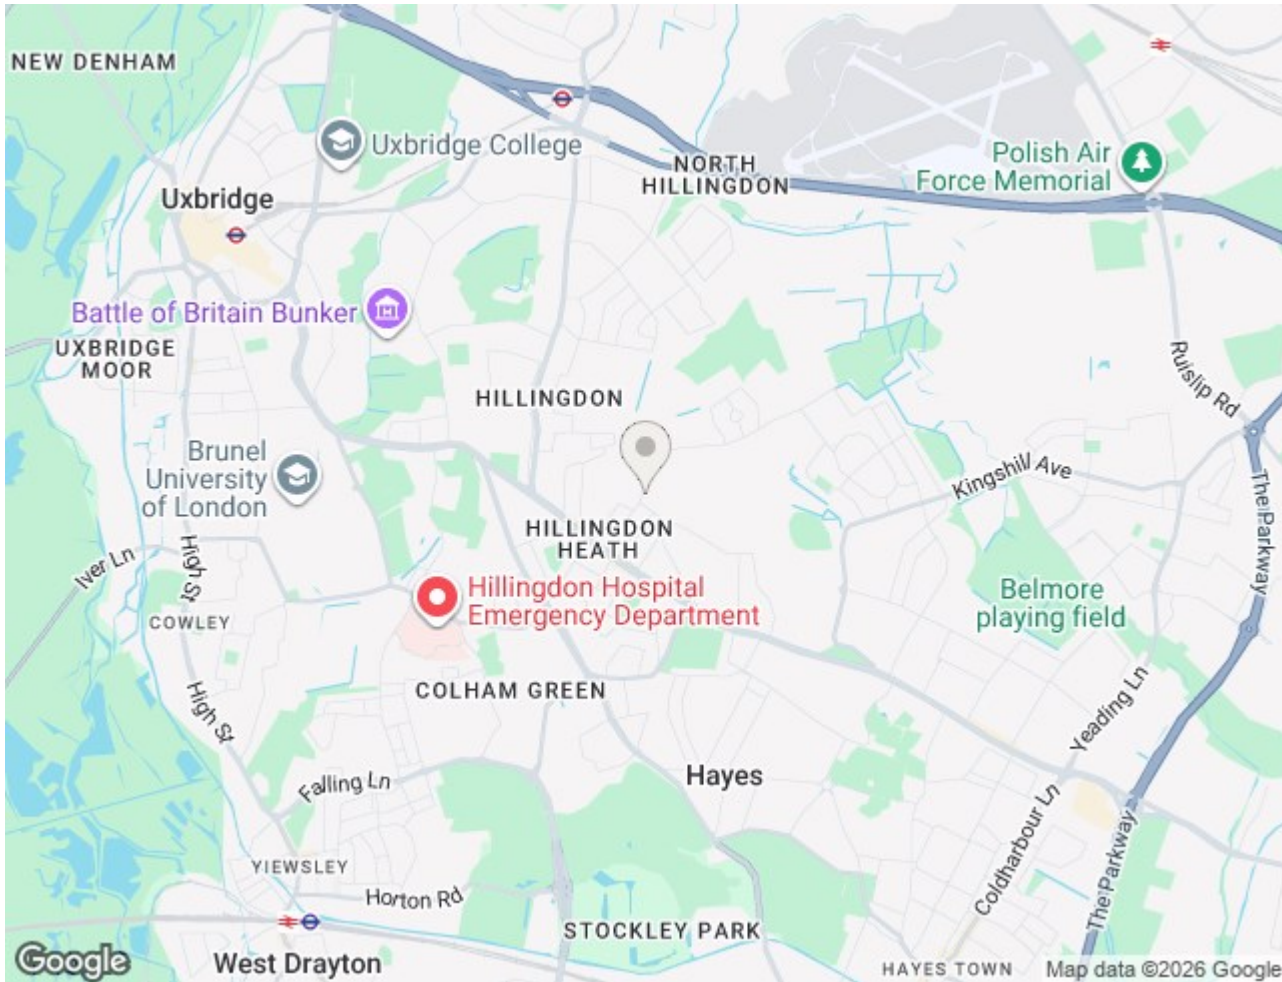 NEW DENHAM
Uxbridge College
Uxbridge
NORTH
HILLINGDON
Polish Air
Force Memorial
Battle of Britain Bunker
UXBRIDGE
MOOR
HILLINGDON
Ruislip Rd
Brunel
University
of London
Kingshill Ave
The Parkway
HILLINGDON
HEATH
Iver Ln
High St
Hillingdon Hospital
Emergency Department
Belmore
playing field
COWLEY
COLHAM GREEN
High St
Yeading Ln
Falling Ln
Hayes
Coldharbour Ln
The Parkway
YIEWSLEY
Horton Rd
STOCKLEY PARK
West Drayton
HAYES TOWN
Google
Map data ©2026 Google